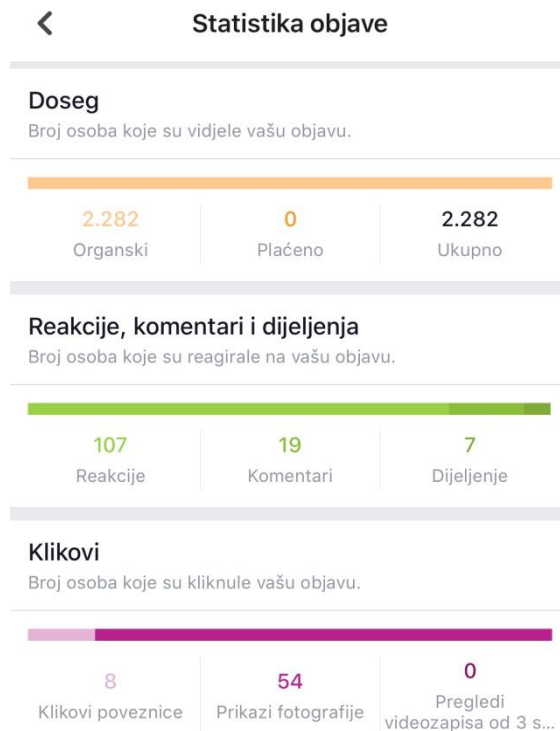 Statistika objave
Doseg
Broj osoba koje su vidjele vašu objavu.
2.282
0
2.282
Organski
Plaćeno
Ukupno
Reakcije, komentari i dijeljenja
Broj osoba koje su reagirale na vašu objavu.
107
19
7
Reakcije
Komentari
Dijeljenje
Klikovi
Broj osoba koje su kliknule vašu objavu.
8
54
0
Klikovi poveznice
Prikazi fotografije
Pregledi
videozapisa od 3 s...